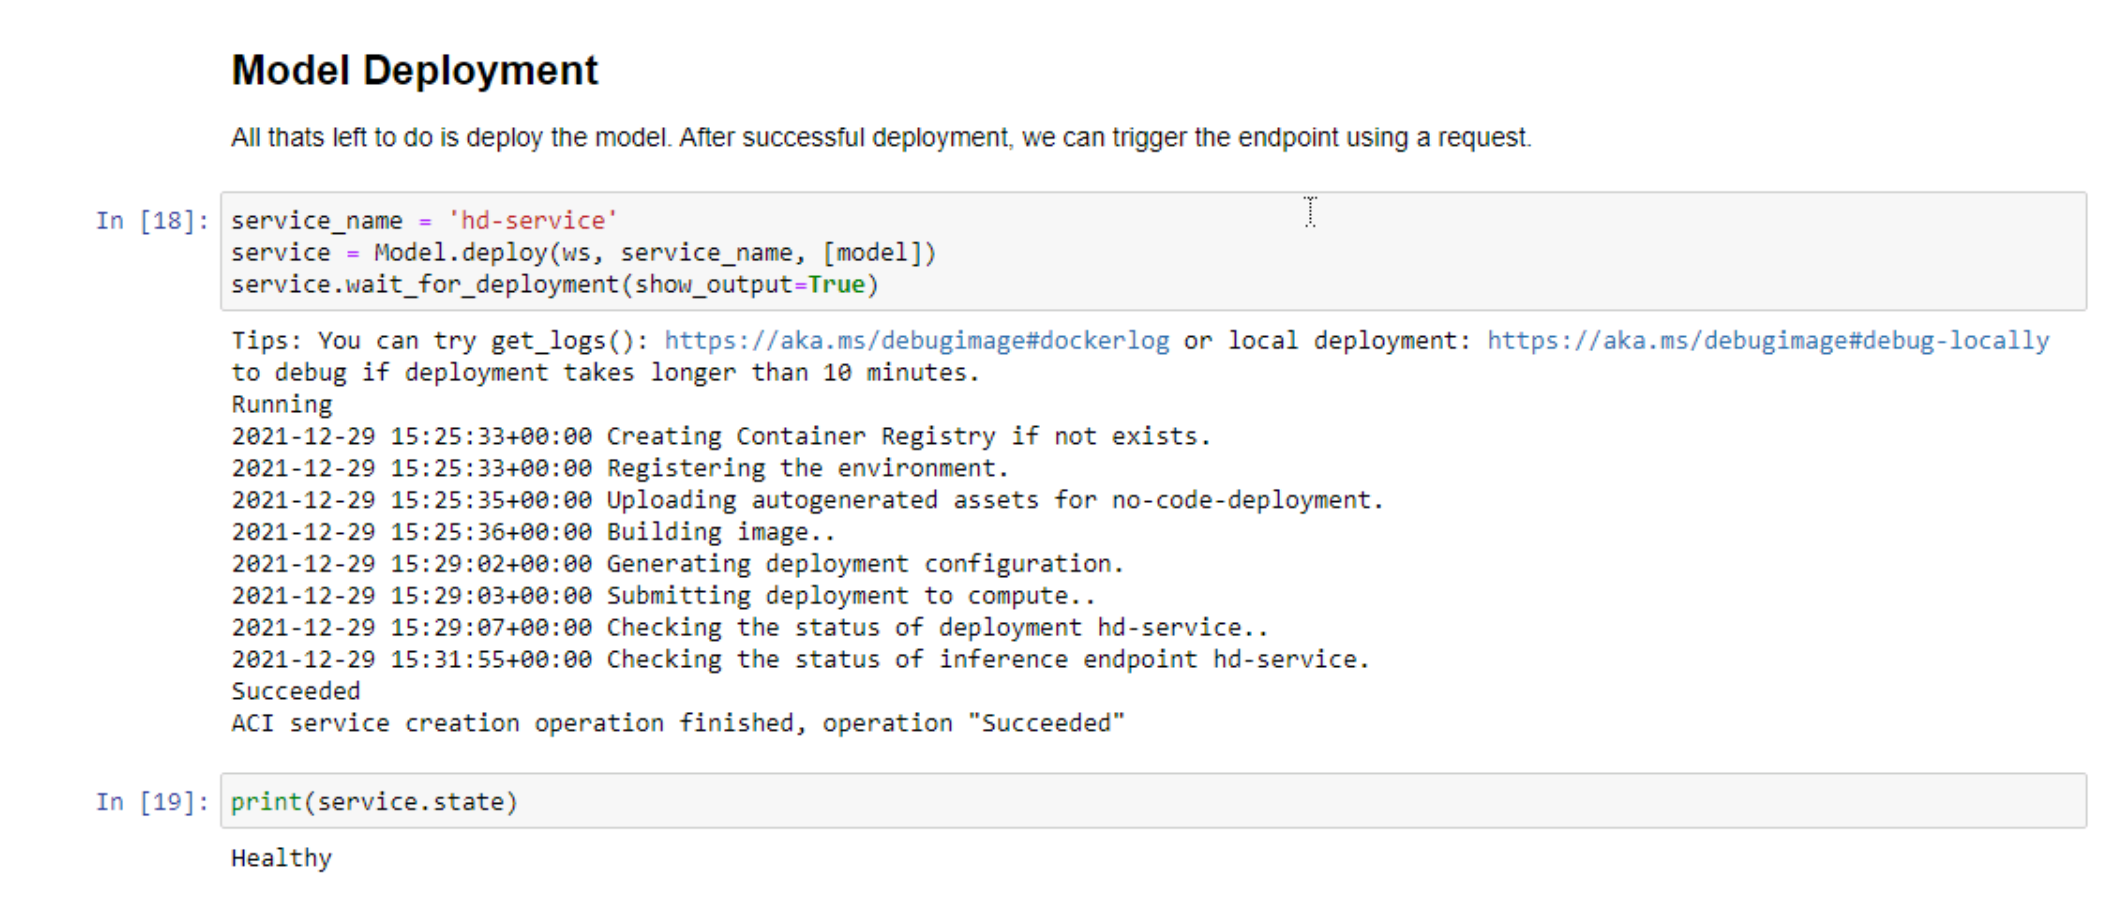 Model Deployment
All thats left to do is deploy the model. After successful deployment, we can trigger the endpoint using a request.
In [18]:
service_name = 'hd-service'
service = Model.deploy(ws, service_name, [model])
service.wait_for_deployment(show_output=True)
Tips: You can try get_logs(): https://aka.ms/debugimage#dockerlog or local deployment: https://aka.ms/debugimage#debug-locally
to debug if deployment takes longer than 10 minutes.
Running
2021-12-29 15:25:33+00:00 Creating Container Registry if not exists.
2021-12-29 15:25:33+00:00 Registering the environment.
2021-12-29 15:25:35+00:00 Uploading autogenerated assets for no-code-deployment.
2021-12-29 15:25:36+00:00 Building image..
2021-12-29 15:29:02+00:00 Generating deployment configuration.
2021-12-29 15:29:03+00:00 Submitting deployment to compute..
2021-12-29 15:29:07+00:00 Checking the status of deployment hd-service..
2021-12-29 15:31:55+00:00 Checking the status of inference endpoint hd-service.
Succeeded
ACI service creation operation finished, operation "Succeeded"
In [19]:
print(service.state)
Healthy